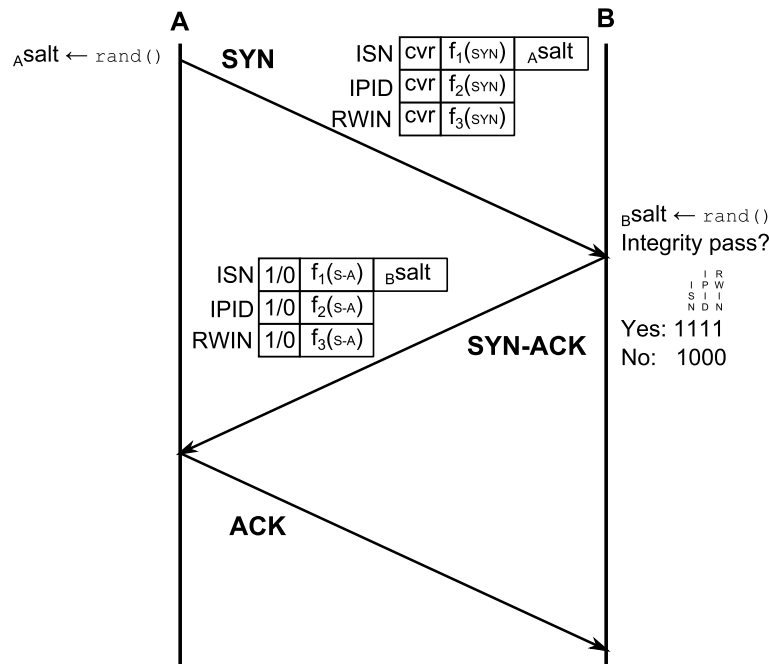 A
B
Asalt ← rand()
SYN
ISN cvr f1(SYN) Asalt
IPID cvr f2(SYN)
RWIN cvr f3(SYN)
Bsalt ← rand()
Integrity pass?
ISN IPID RWIN
Yes: 1111
No: 1000
ISN 1/0 f1(S-A) Bsalt
IPID 1/0 f2(S-A)
RWIN 1/0 f3(S-A)
SYN-ACK
ACK